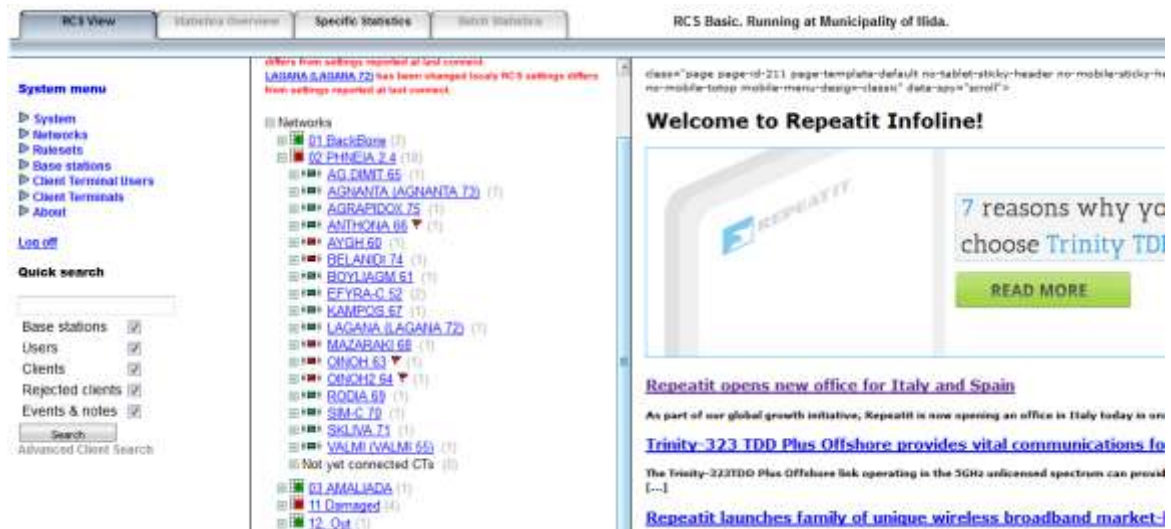 RCS View
Statistics Overview
Specific Statistics
Batch Statistics
RCS Basic. Running at Municipality of Ilida.
System menu
System
Networks
Rulesets
Base stations
Client Terminal Users
Client Terminals
About
Log off
Quick search
Base stations
Users
Clients
Rejected clients
Events & notes
Search
Advanced Client Search
differs from settings reported at last connect.
LAGANA (LAGANA 72) has been changed localy RCS settings differs
from settings reported at last connect.
Networks
01 BackBone (7)
02 PHNEIA 2.4 (18)
AG.DIMIT 65 (1)
AGNANTA (AGNANTA 73) (1)
AGRAPIDOX 75 (1)
ANTHONA 66 (1)
AYGH 60 (1)
BELANIDI 74 (1)
BOYLIAGM 61 (1)
EFYRA-C 52 (2)
KAMPOS 67 (1)
LAGANA (LAGANA 72) (1)
MAZARAKI 68 (1)
OINOH 63 (1)
OINOH2 64 (1)
RODIA 69 (1)
SIM-C 70 (1)
SKLIVA 71 (1)
VALMI (VALMI 55) (1)
Not yet connected CTs (0)
03 AMALIADA (1)
11 Damaged (4)
12. Out (1)
class="page page-id-211 page-template-default no-tablet-sticky-header no-mobile-sticky-he
no-mobile-totop mobile-menu-design-classic" data-spy="scroll">
Welcome to Repeatit Infoline!
REPEATIT
7 reasons why yo
choose Trinity TD
READ MORE
Repeatit opens new office for Italy and Spain
As part of our global growth initiative, Repeatit is now opening an office in Italy today in
Trinity-323 TDD Plus Offshore provides vital communications fo
The Trinity-323TDD Plus Offshore link operating in the 5GHz unlicensed spectrum can provid
[...]
Repeatit launches family of unique wireless broadband market-